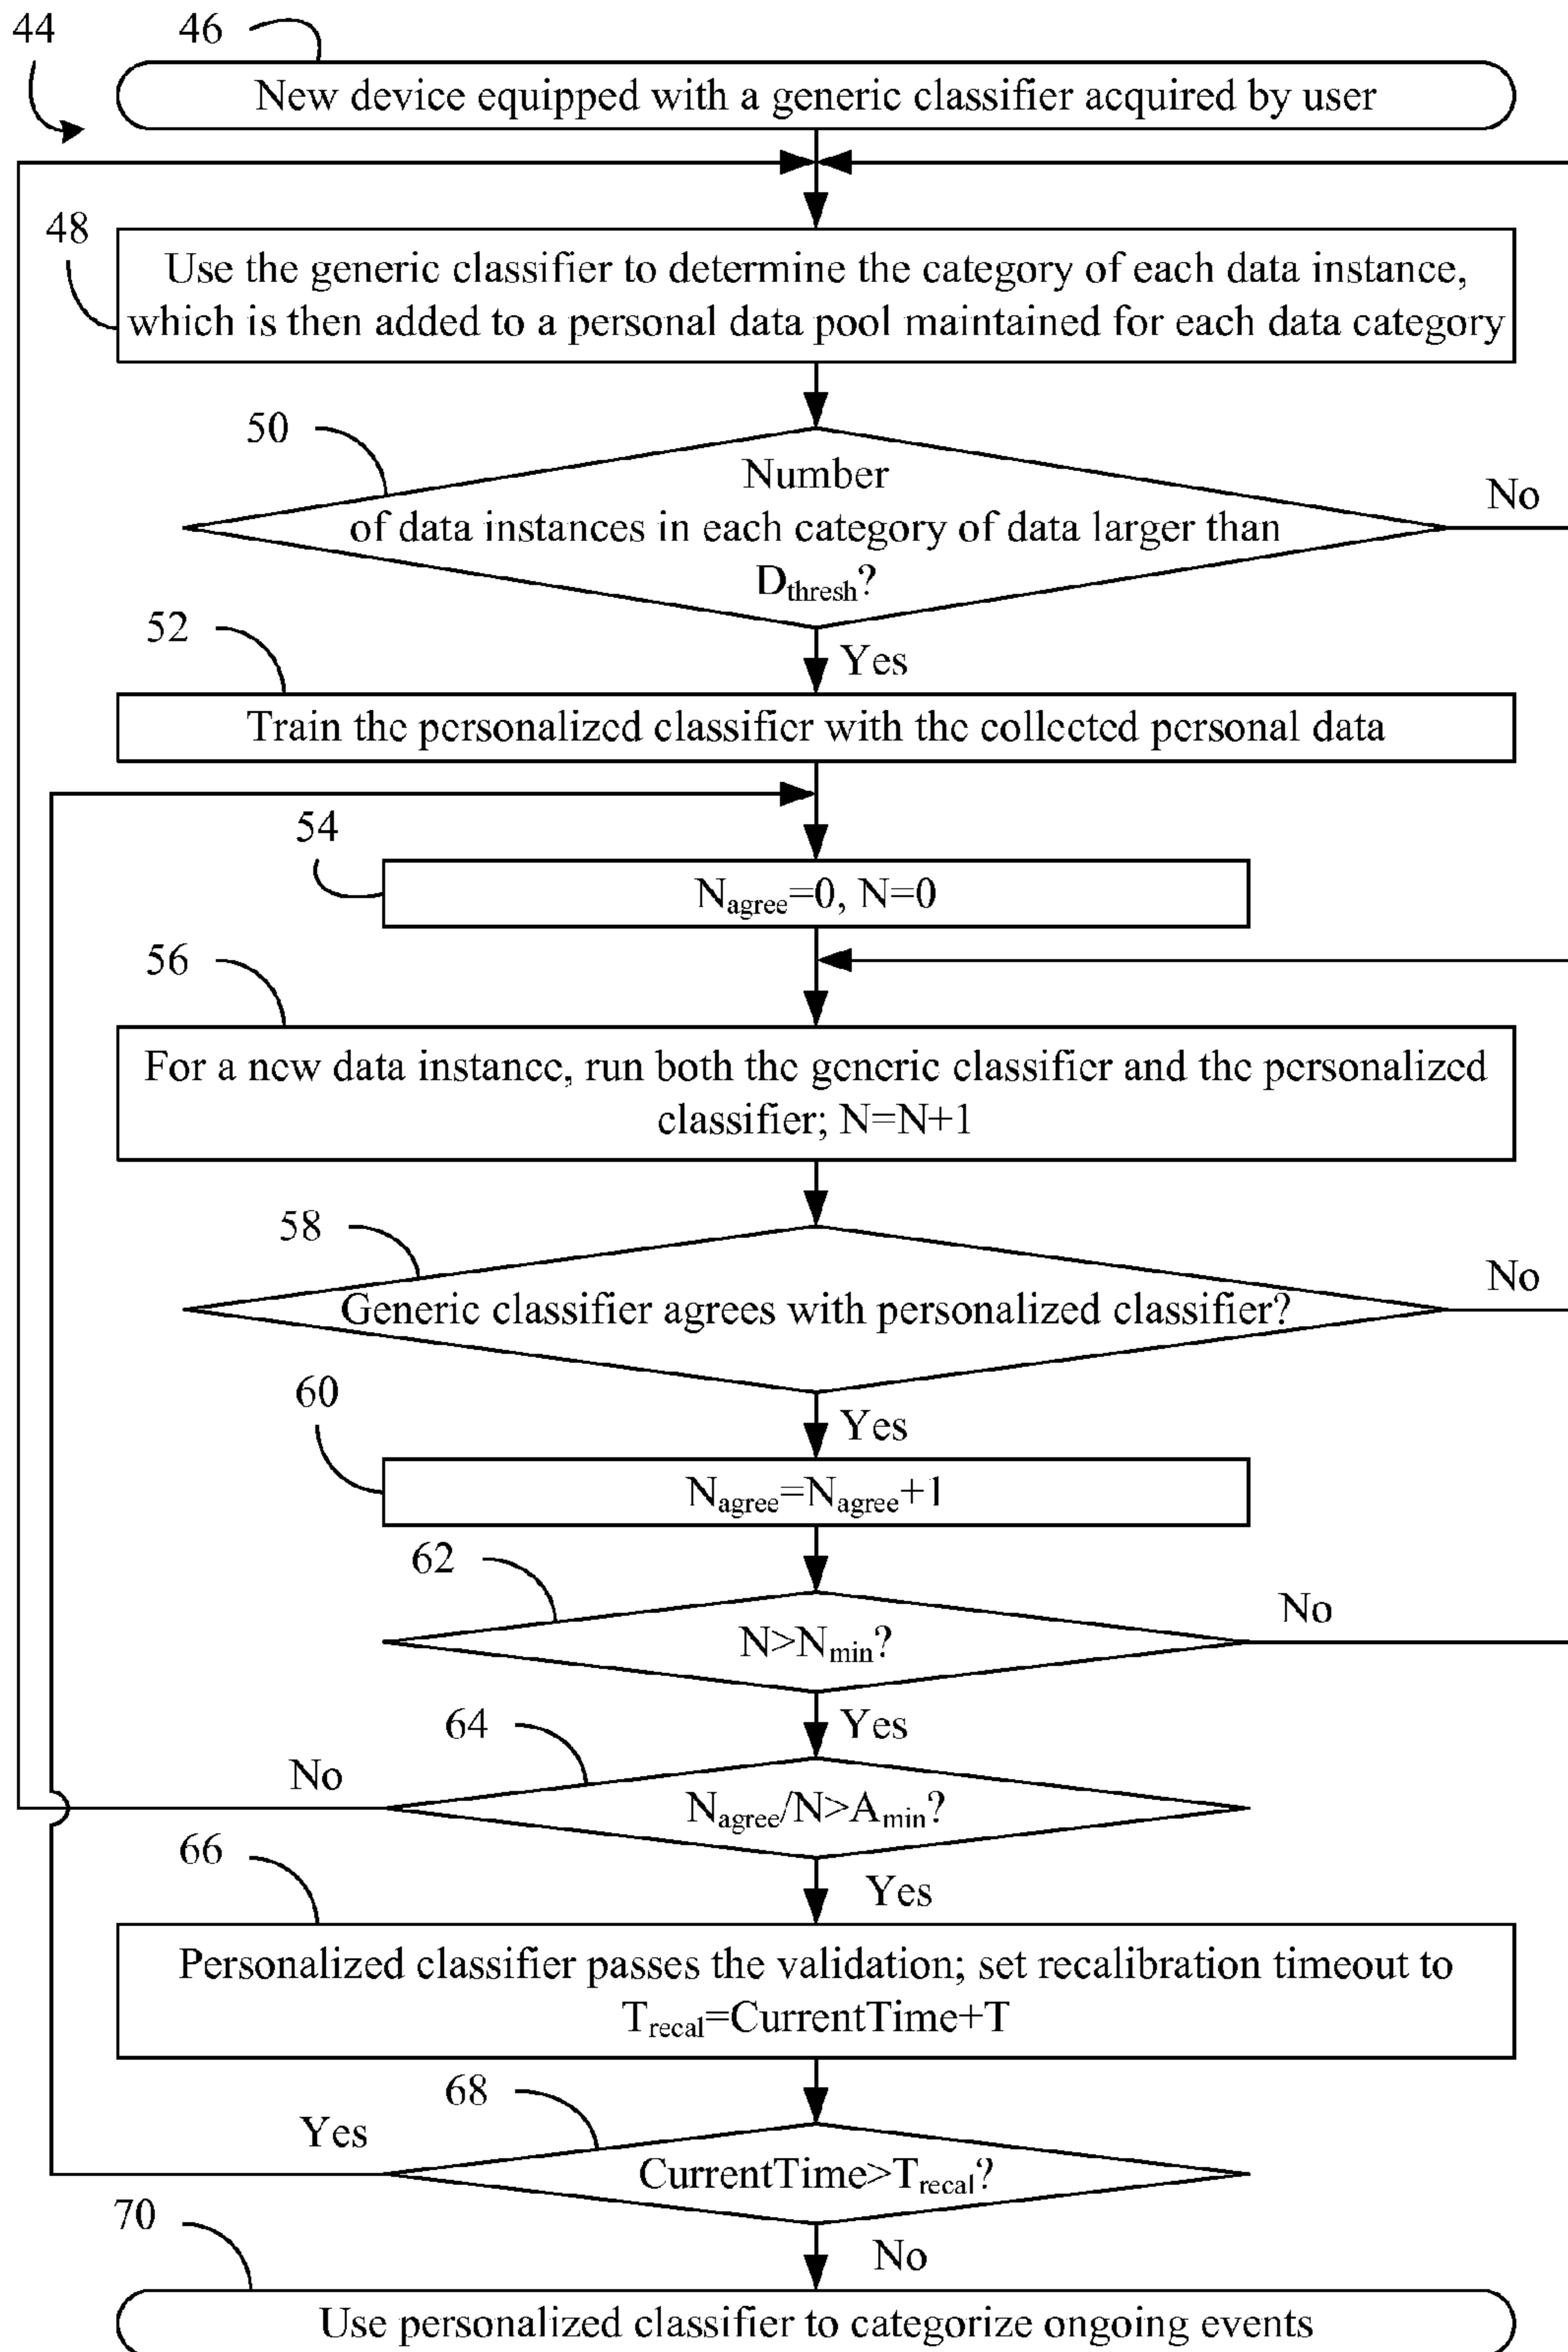 44
46
New device equipped with a generic classifier acquired by user
48
Use the generic classifier to determine the category of each data instance,
which is then added to a personal data pool maintained for each data category
50
Number
of data instances in each category of data larger than
Dthresh?
No
52
Yes
Train the personalized classifier with the collected personal data
54
Nagree=0, N=0
56
For a new data instance, run both the generic classifier and the personalized
classifier; N=N+1
58
No
Generic classifier agrees with personalized classifier?
60
Yes
Nagree=Nagree+1
62
No
N>Nmin?
64
Yes
No
Nagree/N>Amin?
66
Yes
Personalized classifier passes the validation; set recalibration timeout to
Trecal=CurrentTime+T
68
Yes
CurrentTime>Trecal?
70
No
Use personalized classifier to categorize ongoing events